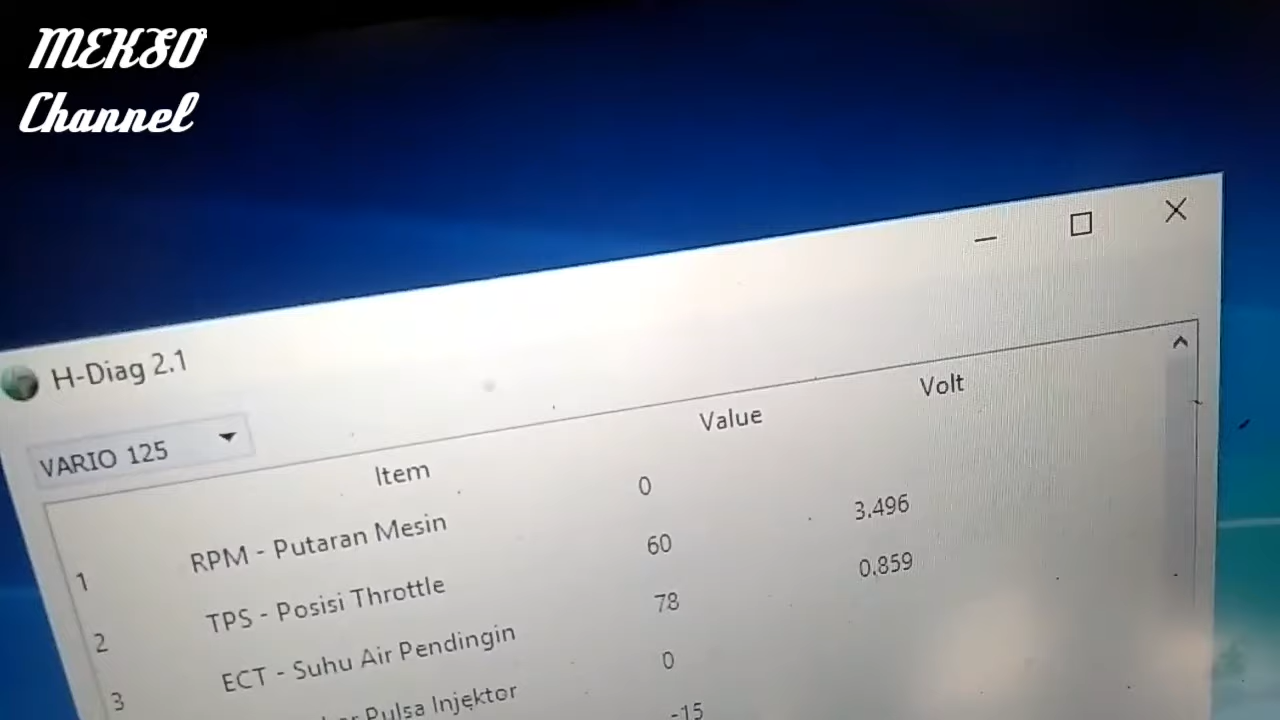 MEKSO
Channel
H-Diag 2.1
VARIO 125
Item Value Volt
1 RPM - Putaran Mesin 0
2 TPS - Posisi Throttle 60 3.496
3 ECT - Suhu Air Pendingin 78 0.859
Pulsa Injektor 0
-15